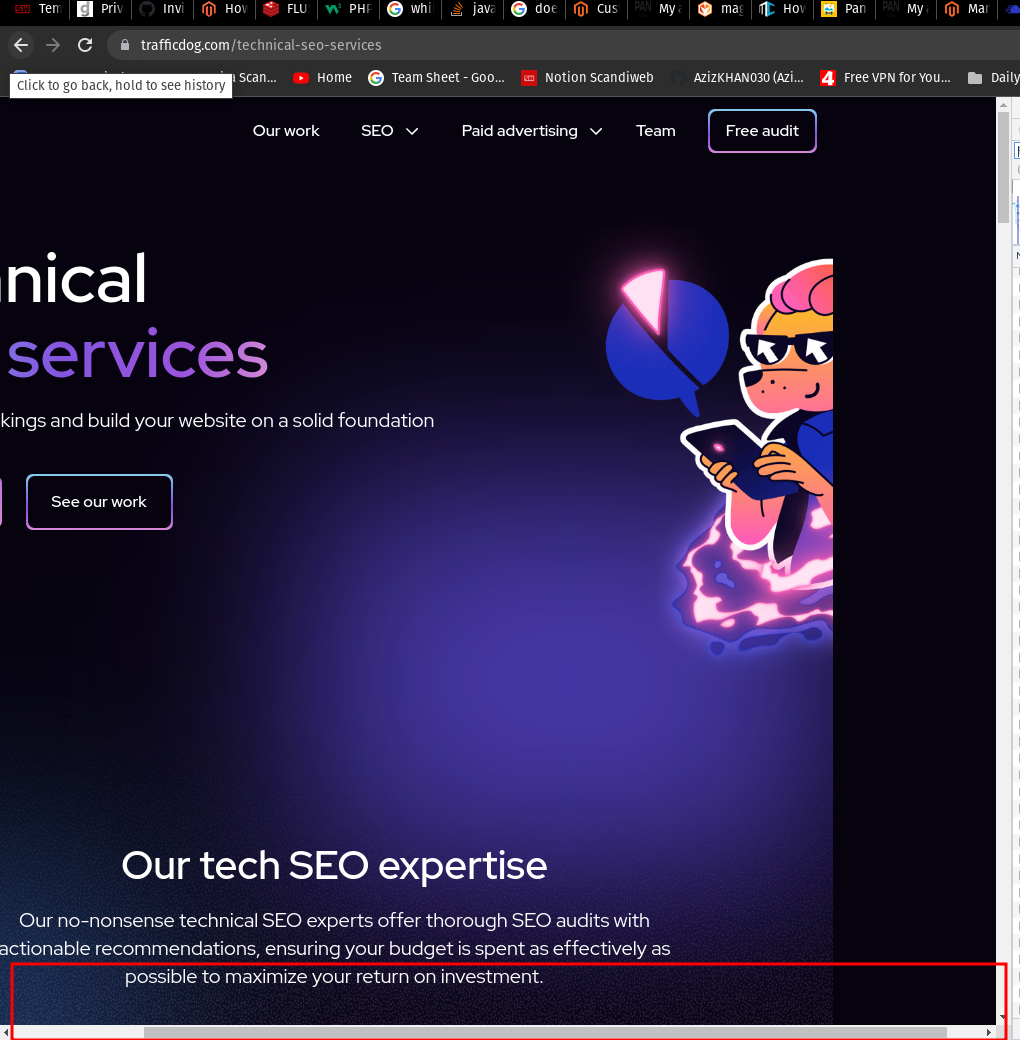 Ten Priv Invi How FLU PHP whi java doe Cus My a mag How Pan My a Mar
trafficdog.com/technical-seo-services
Scan... Home Team Sheet - Goo... Notion Scandiweb AzizKHAN030 (Azi... Free VPN for You... Daily
Click to go back, hold to see history
Our work SEO Paid advertising Team Free audit
nical
services
kings and build your website on a solid foundation
See our work
Our tech SEO expertise
Our no-nonsense technical SEO experts offer thorough SEO audits with
actionable recommendations, ensuring your budget is spent as effectively as
possible to maximize your return on investment.